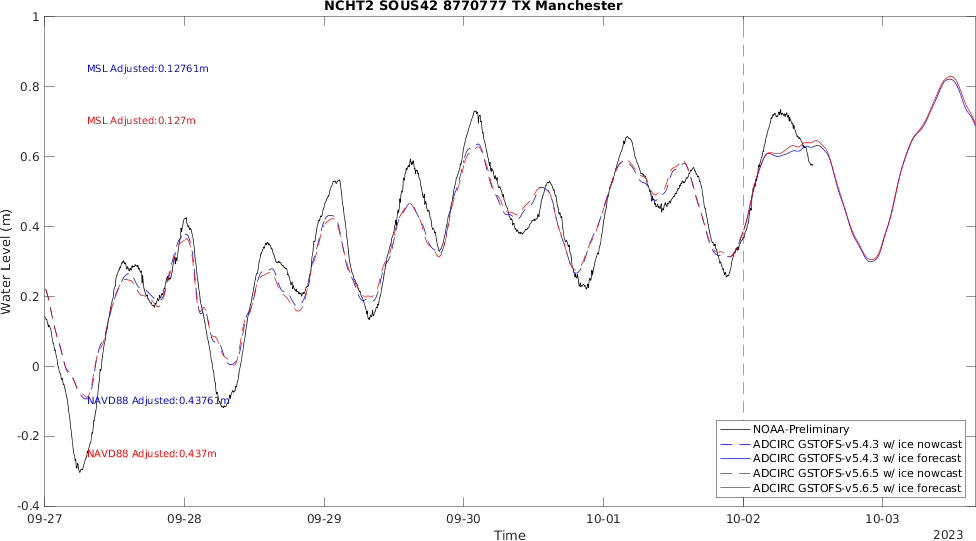 NCHT2 SOUS42 8770777 TX Manchester
1
0.8
0.6
0.4
0.2
0
-0.2
-0.4
Water Level (m)
MSL Adjusted:0.12761m
MSL Adjusted:0.127m
NAVD88 Adjusted:0.43761m
NAVD88 Adjusted:0.437m
NOAA-Preliminary
ADCIRC GSTOFS-v5.4.3 w/ ice nowcast
ADCIRC GSTOFS-v5.4.3 w/ ice forecast
ADCIRC GSTOFS-v5.6.5 w/ ice nowcast
ADCIRC GSTOFS-v5.6.5 w/ ice forecast
09-27 09-28 09-29 09-30 10-01 10-02 10-03
Time
2023